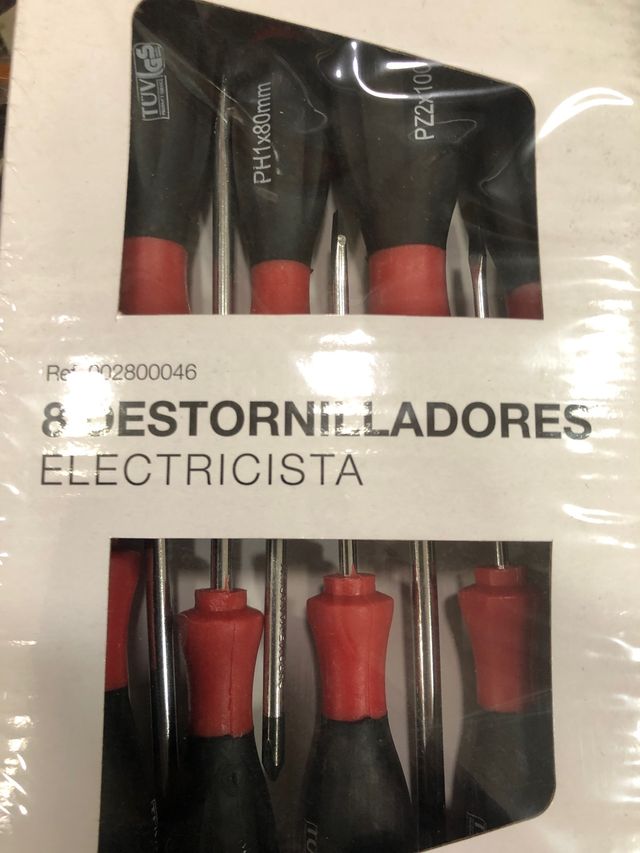 TÜV GS
PH1x80mm
PZ2x100
Ref. 002800046
8 DESTORNILLADORES
ELECTRICISTA